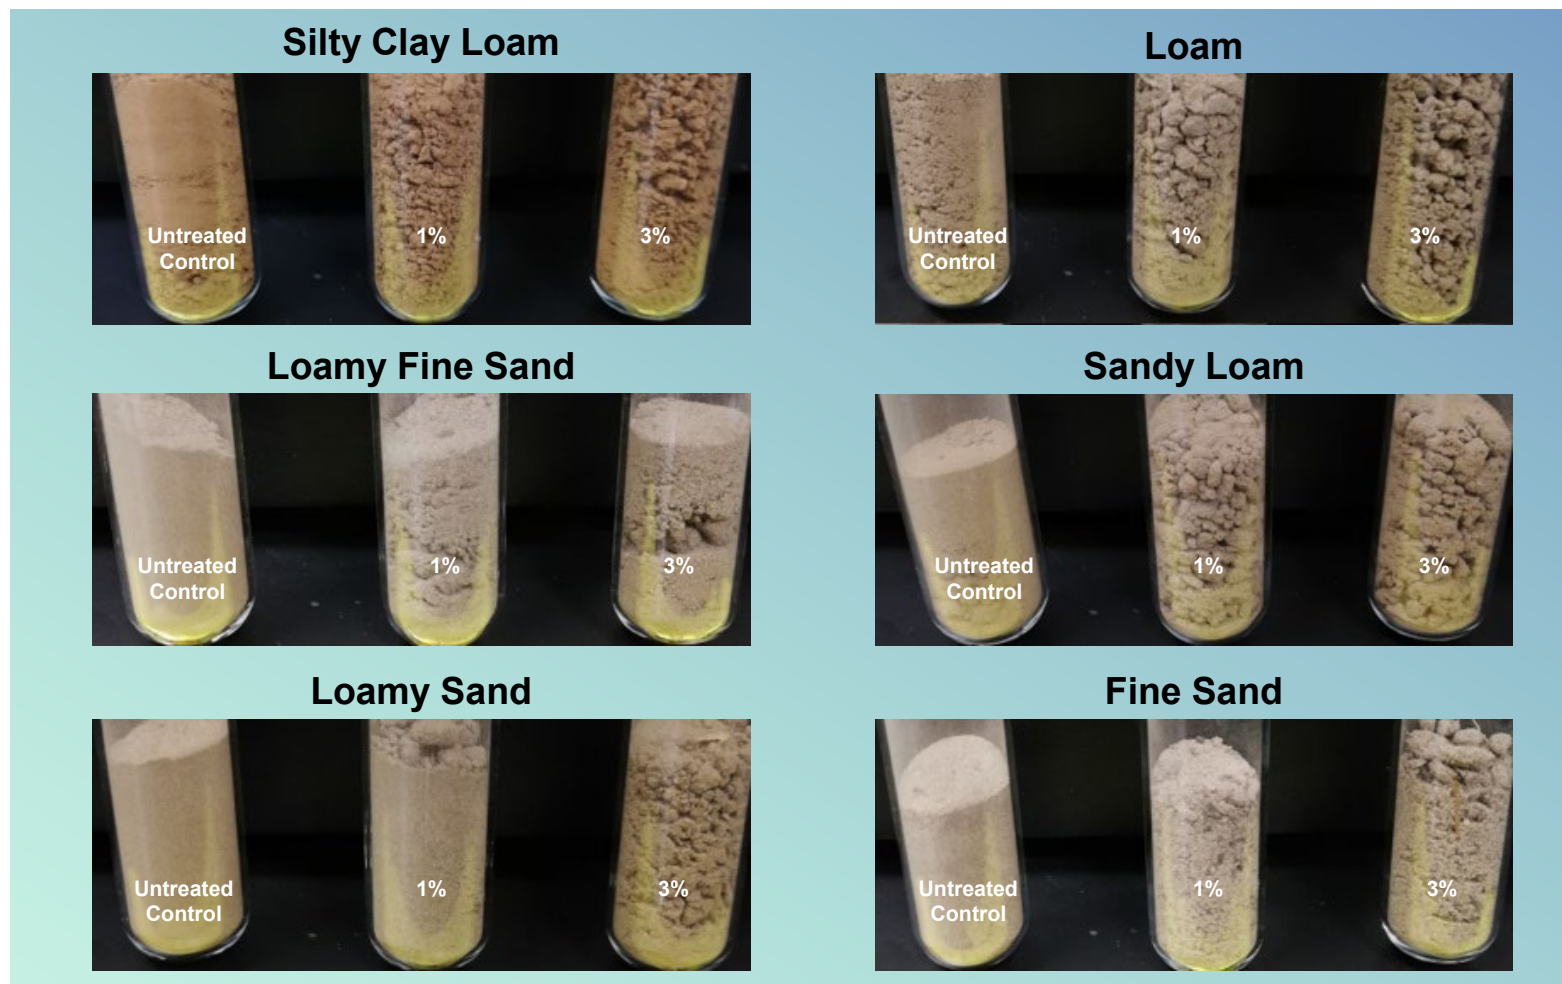 Silty Clay Loam
Untreated
Control
1%
3%
Loam
Untreated
Control
1%
3%
Loamy Fine Sand
Untreated
Control
1%
3%
Sandy Loam
Untreated
Control
1%
3%
Loamy Sand
Untreated
Control
1%
3%
Fine Sand
Untreated
Control
1%
3%